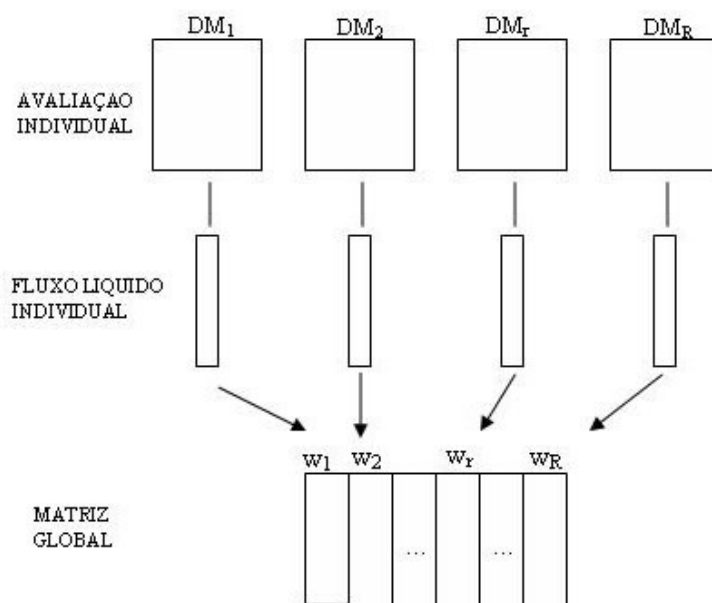 DM1 DM2 DMr DMR
AVALIAÇAO
INDIVIDUAL
FLUXO LIQUIDO
INDIVIDUAL
w1 w2 wr wR
MATRIZ
GLOBAL
... ...